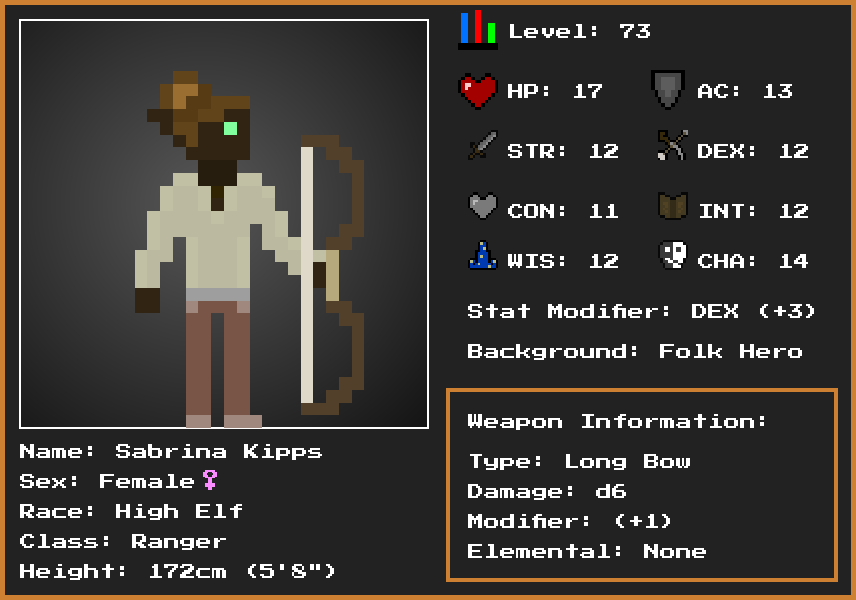 Level: 73
HP: 17
AC: 13
STR: 12
DEX: 12
CON: 11
INT: 12
WIS: 12
CHA: 14
Stat Modifier: DEX (+3)
Background: Folk Hero
Weapon Information:
Type: Long Bow
Damage: d6
Modifier: (+1)
Elemental: None
Name: Sabrina Kipps
Sex: Female♀
Race: High Elf
Class: Ranger
Height: 172cm (5'8")